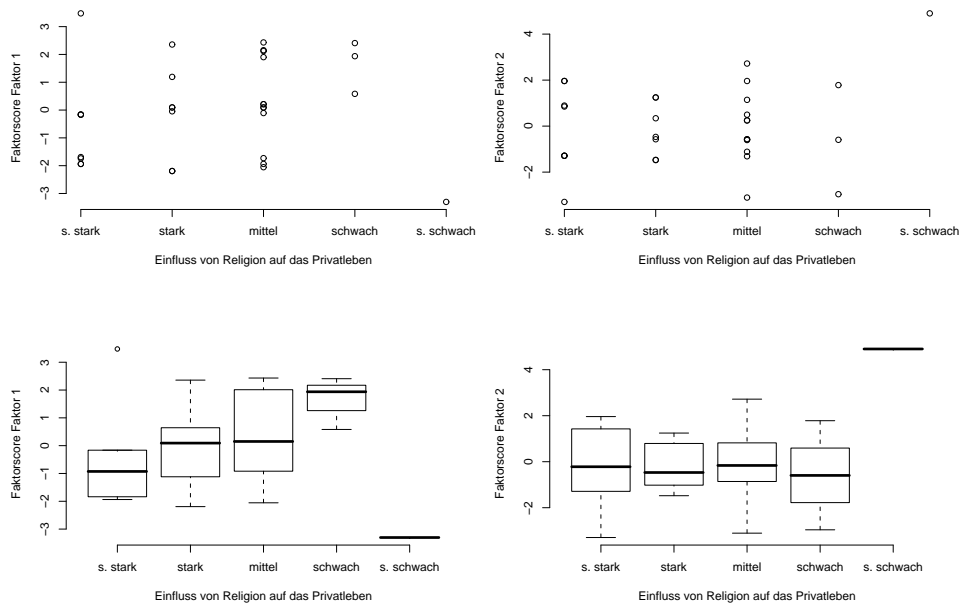 Faktorscore Faktor 1
3
2
1
0
−1
−2
−3
s. stark stark mittel schwach s. schwach
Einfluss von Religion auf das Privatleben
Faktorscore Faktor 2
4
2
0
−2
s. stark stark mittel schwach s. schwach
Einfluss von Religion auf das Privatleben
Faktorscore Faktor 1
3
2
1
0
−1
−2
−3
s. stark stark mittel schwach s. schwach
Einfluss von Religion auf das Privatleben
Faktorscore Faktor 2
4
2
0
−2
s. stark stark mittel schwach s. schwach
Einfluss von Religion auf das Privatleben